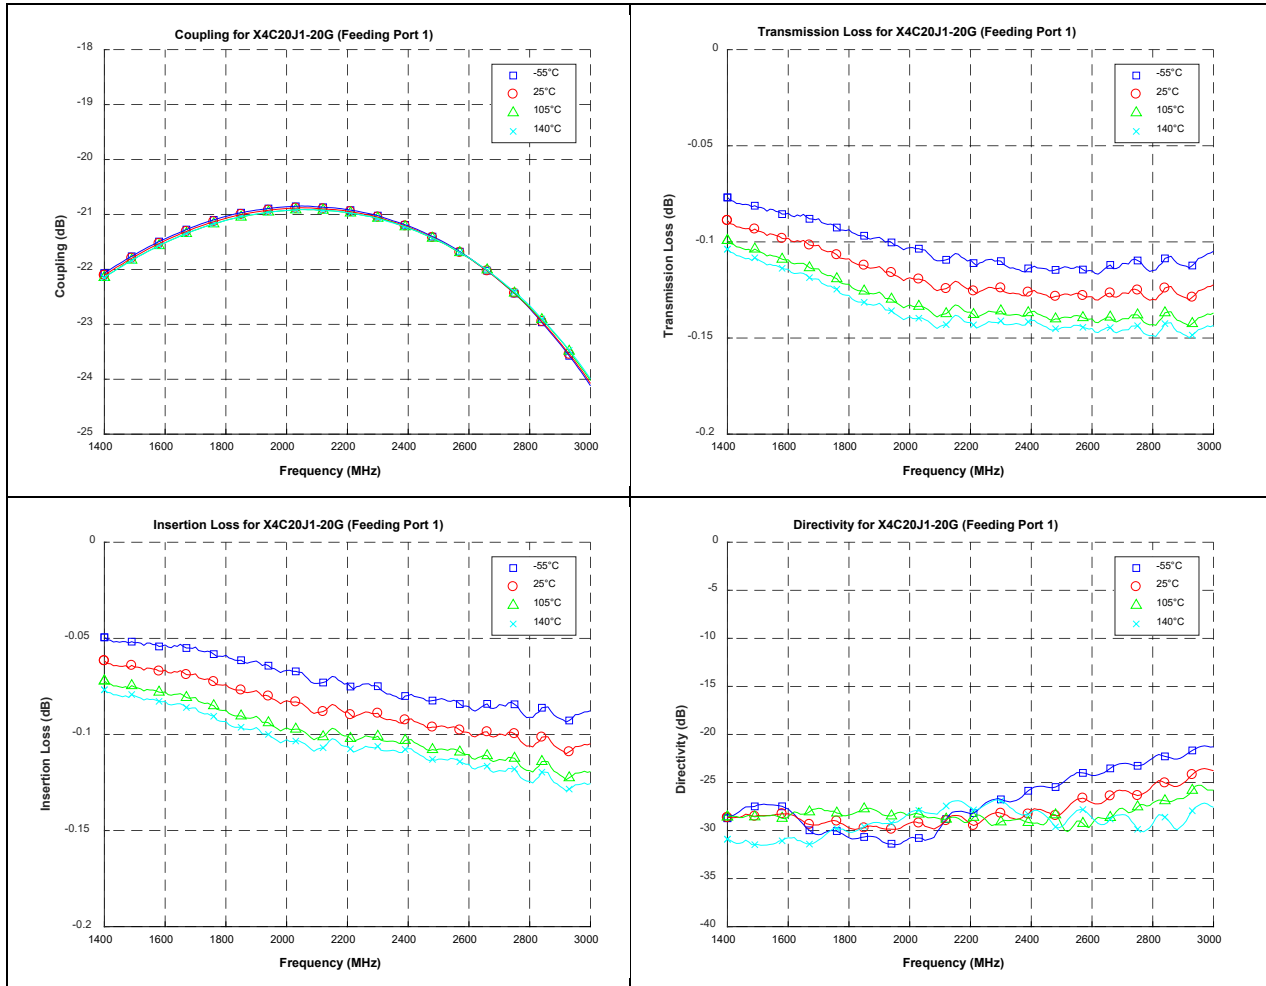 Coupling for X4C20J1-20G (Feeding Port 1)
-18
-19
-20
-21
-22
-23
-24
-25
Coupling (dB)
-55°C
25°C
105°C
140°C
1400 1600 1800 2000 2200 2400 2600 2800 3000
Frequency (MHz)
Transmission Loss for X4C20J1-20G (Feeding Port 1)
0
-0.05
-0.1
-0.15
-0.2
Transmission Loss (dB)
-55°C
25°C
105°C
140°C
1400 1600 1800 2000 2200 2400 2600 2800 3000
Frequency (MHz)
Insertion Loss for X4C20J1-20G (Feeding Port 1)
0
-0.05
-0.1
-0.15
-0.2
Insertion Loss (dB)
-55°C
25°C
105°C
140°C
1400 1600 1800 2000 2200 2400 2600 2800 3000
Frequency (MHz)
Directivity for X4C20J1-20G (Feeding Port 1)
0
-5
-10
-15
-20
-25
-30
-35
-40
Directivity (dB)
-55°C
25°C
105°C
140°C
1400 1600 1800 2000 2200 2400 2600 2800 3000
Frequency (MHz)